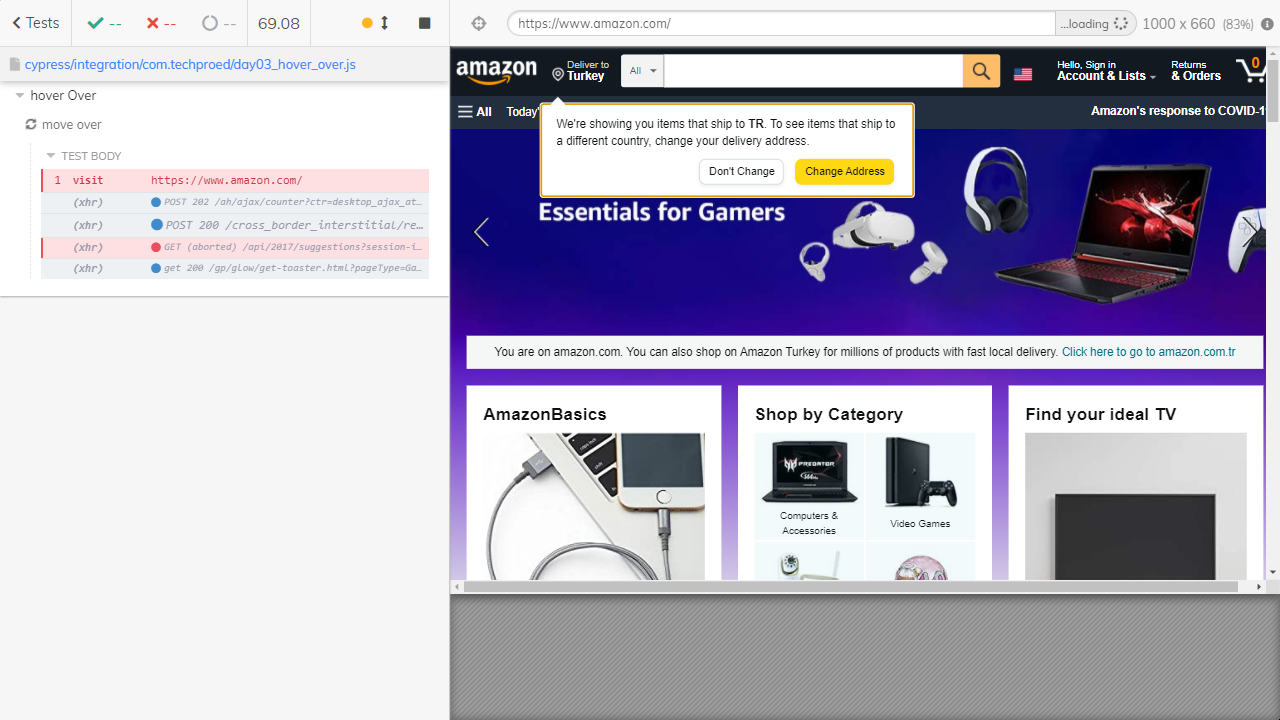 Tests
--
--
--
69.08
https://www.amazon.com/
...loading
1000 x 660 (83%)
cypress/integration/com.techproed/day03_hover_over.js
hover Over
move over
TEST BODY
1 visit https://www.amazon.com/
(xhr) POST 202 /ah/ajax/counter?ctr=desktop_ajax_at...
(xhr) POST 200 /cross_border_interstitial/re...
(xhr) GET (aborted) /api/2017/suggestions?session-i...
(xhr) get 200 /gp/glow/get-toaster.html?pageType=Ga...
amazon
Deliver to
Turkey
All
Hello, Sign in
Account & Lists
Returns
& Orders
0
All
Today'
Amazon's response to COVID-1
We're showing you items that ship to TR. To see items that ship to
a different country, change your delivery address.
Don't Change
Change Address
Essentials for Gamers
You are on amazon.com. You can also shop on Amazon Turkey for millions of products with fast local delivery. Click here to go to amazon.com.tr
AmazonBasics
Shop by Category
Find your ideal TV
PREDATOR
Computers &
Accessories
Video Games